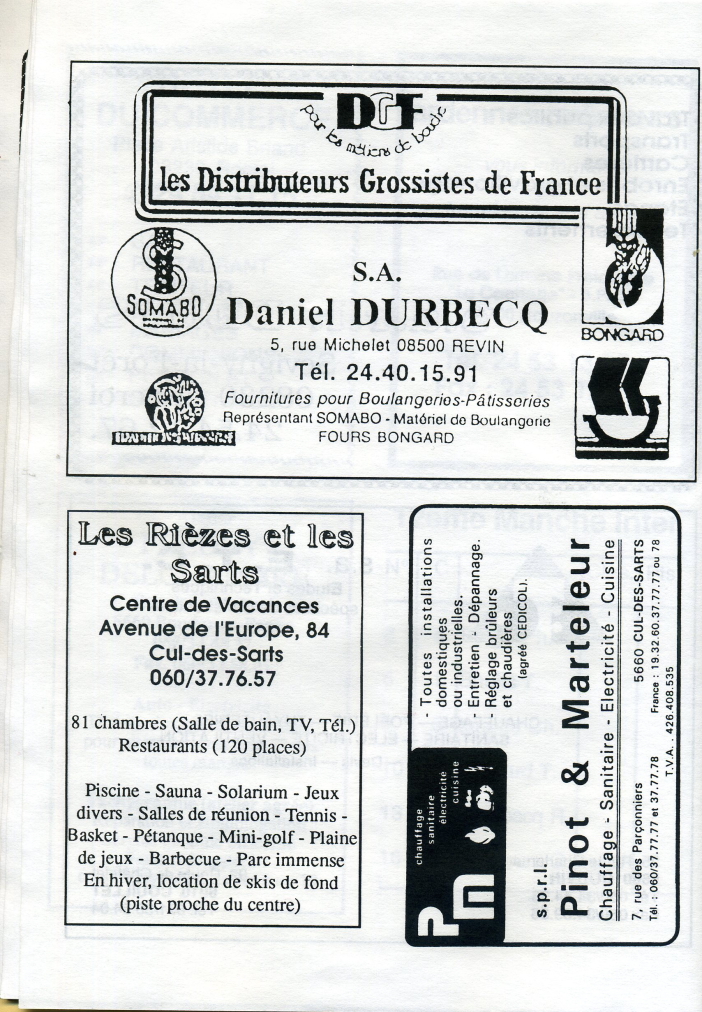 DGF
pour les métiers de bouche
les Distributeurs Grossistes de France
SOMABO
BONGARD
S.A.
Daniel DURBECQ
5, rue Michelet 08500 REVIN
Tél. 24.40.15.91
Fournitures pour Boulangeries-Pâtisseries
Représentant SOMABO - Matériel de Boulangerie
FOURS BONGARD
Les Rièzes et les
Sarts
Centre de Vacances
Avenue de l'Europe, 84
Cul-des-Sarts
060/37.76.57
81 chambres (Salle de bain, TV, Tél.)
Restaurants (120 places)
Piscine - Sauna - Solarium - Jeux
divers - Salles de réunion - Tennis -
Basket - Pétanque - Mini-golf - Plaine
de jeux - Barbecue - Parc immense
En hiver, location de skis de fond
(piste proche du centre)
Pm
chauffage
sanitaire
électricité
cuisine
- Toutes installations
domestiques
ou industrielles.
- Entretien - Dépannage.
- Réglage brûleurs
et chaudières
(agréé CEDICOL).
s.p.r.l.
Pinot & Marteleur
Chauffage - Sanitaire - Electricité - Cuisine
7, rue des Parçonniers 5660 CUL-DES-SARTS
Tél. : 060/37.77.77 et 37.77.78 France : 19.32.60.37.77.77 ou 78
T.V.A. . 426.408.535